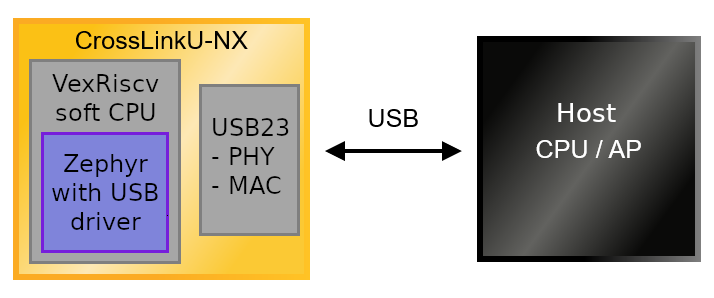 CrossLinkU-NX
VexRiscv
soft CPU
Zephyr
with USB
driver
USB23
- PHY
- MAC
USB
Host
CPU / AP